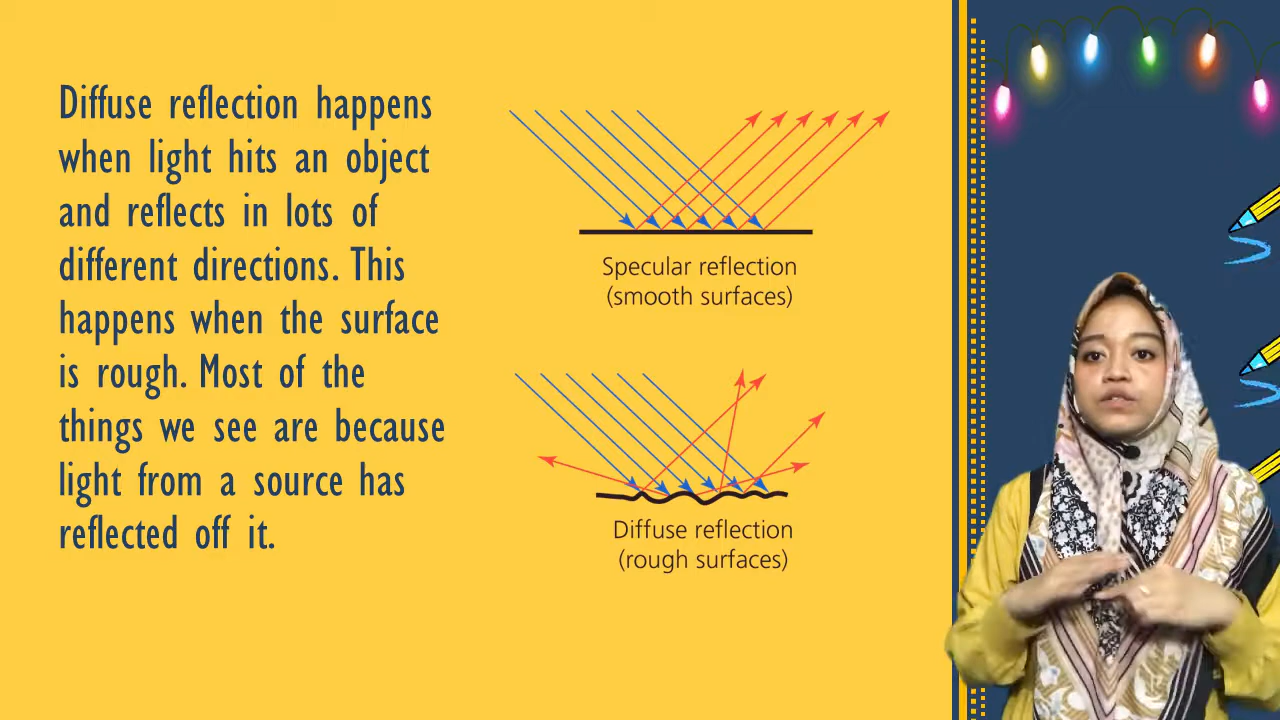 Diffuse reflection happens
when light hits an object
and reflects in lots of
different directions. This
happens when the surface
is rough. Most of the
things we see are because
light from a source has
reflected off it.
Specular reflection
(smooth surfaces)
Diffuse reflection
(rough surfaces)